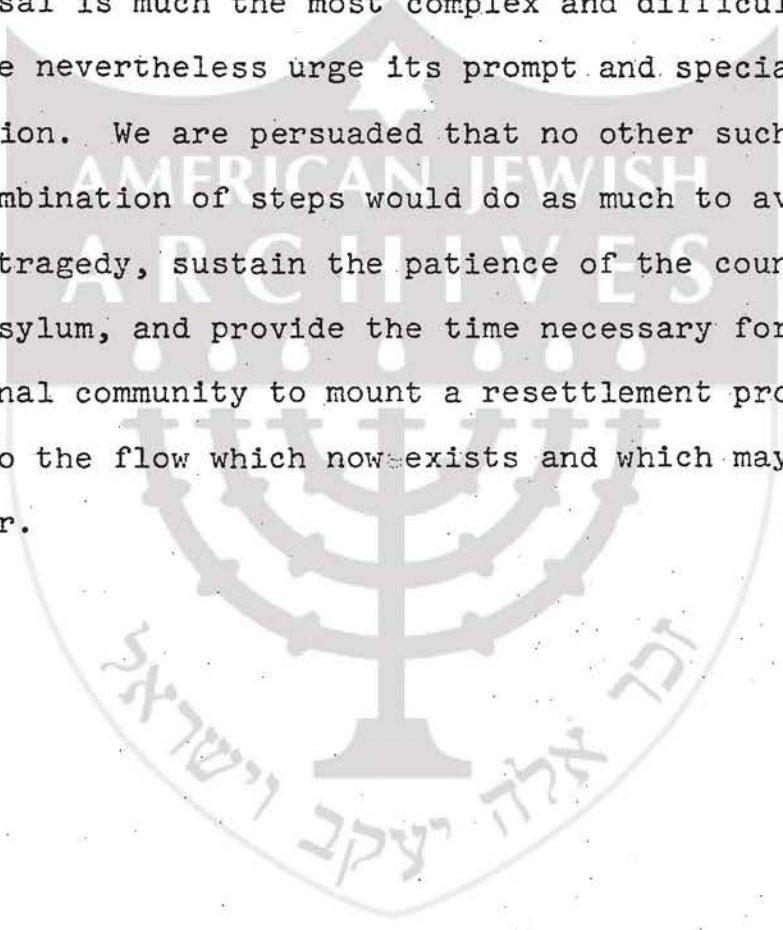 sal is much the most complex and difficul
e nevertheless urge its prompt and specia
ion. We are persuaded that no other such
mbination of steps would do as much to av
tragedy, sustain the patience of the coun
sylum, and provide the time necessary for
nal community to mount a resettlement pro
o the flow which now exists and which may
r.
AMERICAN JEWISH
ARCHIVES
זכר אלה יעקב וישראל